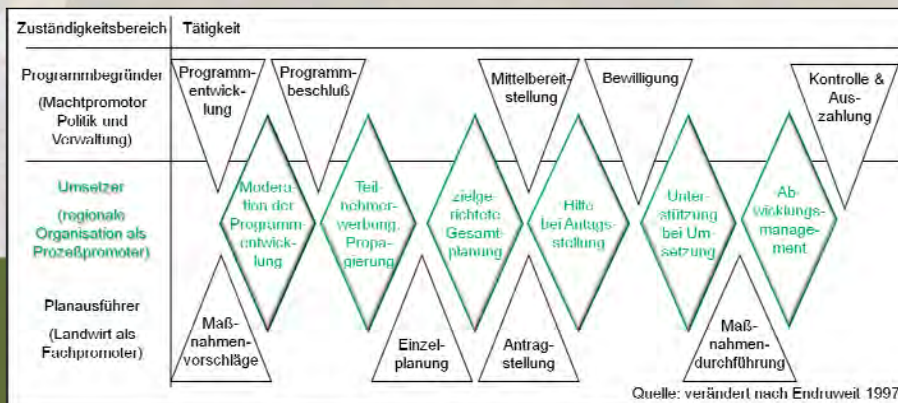 Zuständigkeitsbereich
Tätigkeit
Programmbegründer
(Machtpromotor
Politik und
Verwaltung)
Programm-
entwick-
lung
Programm-
beschluß
Mittelbereit-
stellung
Bewilligung
Kontrolle &
Aus-
zahlung
Umsetzer
(regionale
Organisation als
Prozeßpromoter)
Modera-
tion der
Programm-
entwick-
lung
Teil-
nehmer-
werbung,
Propa-
gierung
zielge-
richtete
Gesamt-
planung
Hilfe
bei Antags-
stellung
Unter-
stützung
bei Um-
setzung
Ab-
wicklungs-
manage-
ment
Planausführer
(Landwirt als
Fachpromoter)
Maß-
nahmen-
vorschläge
Einzel-
planung
Antrag-
stellung
Maß-
nahmen-
durchführung
Quelle: verändert nach Endruweit 1997